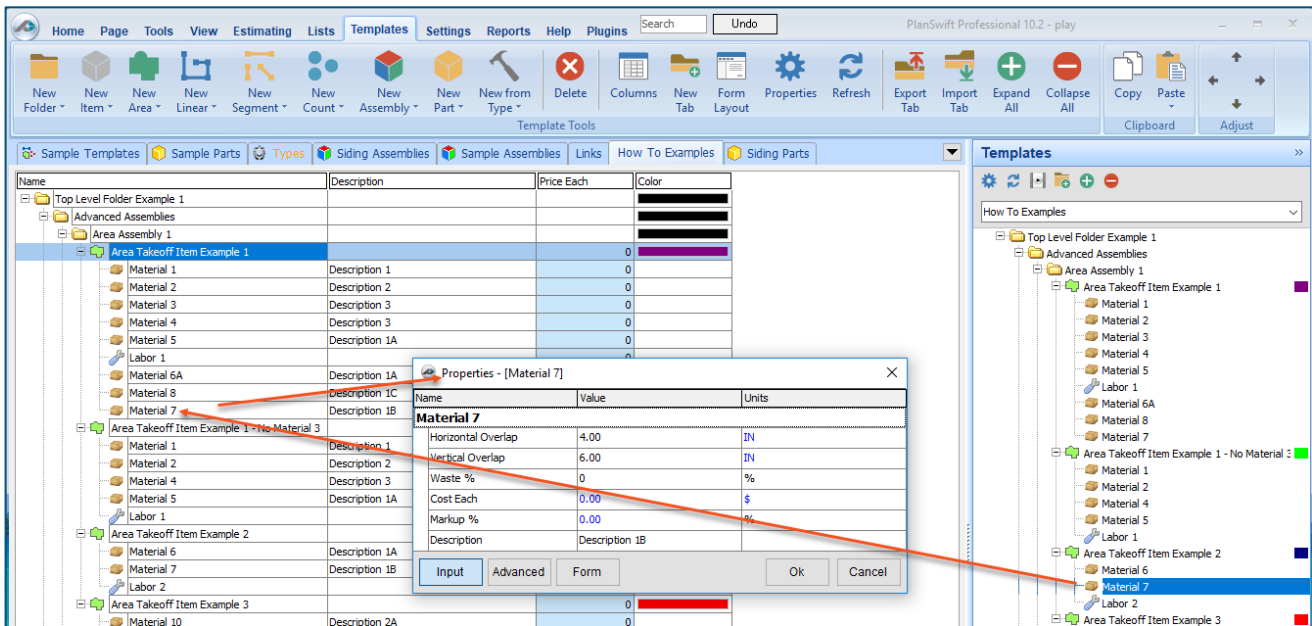 Home Page Tools View Estimating Lists Templates Settings Reports Help Plugins Search Undo PlanSwift Professional 10.2 - play
New Folder New Item New Area New Linear New Segment New Count New Assembly New Part New from Type Delete Columns New Tab Form Layout Properties Refresh Export Tab Import Tab Expand All Collapse All Copy Paste
Template Tools Clipboard Adjust
Sample Templates Sample Parts Types Siding Assemblies Sample Assemblies Links How To Examples Siding Parts
Name Description Price Each Color
Top Level Folder Example 1
Advanced Assemblies
Area Assembly 1
Area Takeoff Item Example 1 0
Material 1 Description 1 0
Material 2 Description 2 0
Material 3 Description 3 0
Material 4 Description 3 0
Material 5 Description 1A 0
Labor 1 0
Material 6A Description 1A
Material 8 Description 1C
Material 7 Description 1B
Area Takeoff Item Example 1 - No Material 3
Material 1 Description 1
Material 2 Description 2
Material 4 Description 3
Material 5 Description 1A
Labor 1
Area Takeoff Item Example 2
Material 6 Description 1A
Material 7 Description 1B
Labor 2
Area Takeoff Item Example 3 0
Material 10 Description 2A 0
Properties - [Material 7]
Name Value Units
Material 7
Horizontal Overlap 4.00 IN
Vertical Overlap 6.00 IN
Waste % 0 %
Cost Each 0.00 $
Markup % 0.00 %
Description Description 1B
Input Advanced Form Ok Cancel
Templates
How To Examples
Top Level Folder Example 1
Advanced Assemblies
Area Assembly 1
Area Takeoff Item Example 1
Material 1
Material 2
Material 3
Material 4
Material 5
Labor 1
Material 6A
Material 8
Material 7
Area Takeoff Item Example 1 - No Material 3
Material 1
Material 2
Material 4
Material 5
Labor 1
Area Takeoff Item Example 2
Material 6
Material 7
Labor 2
Area Takeoff Item Example 3